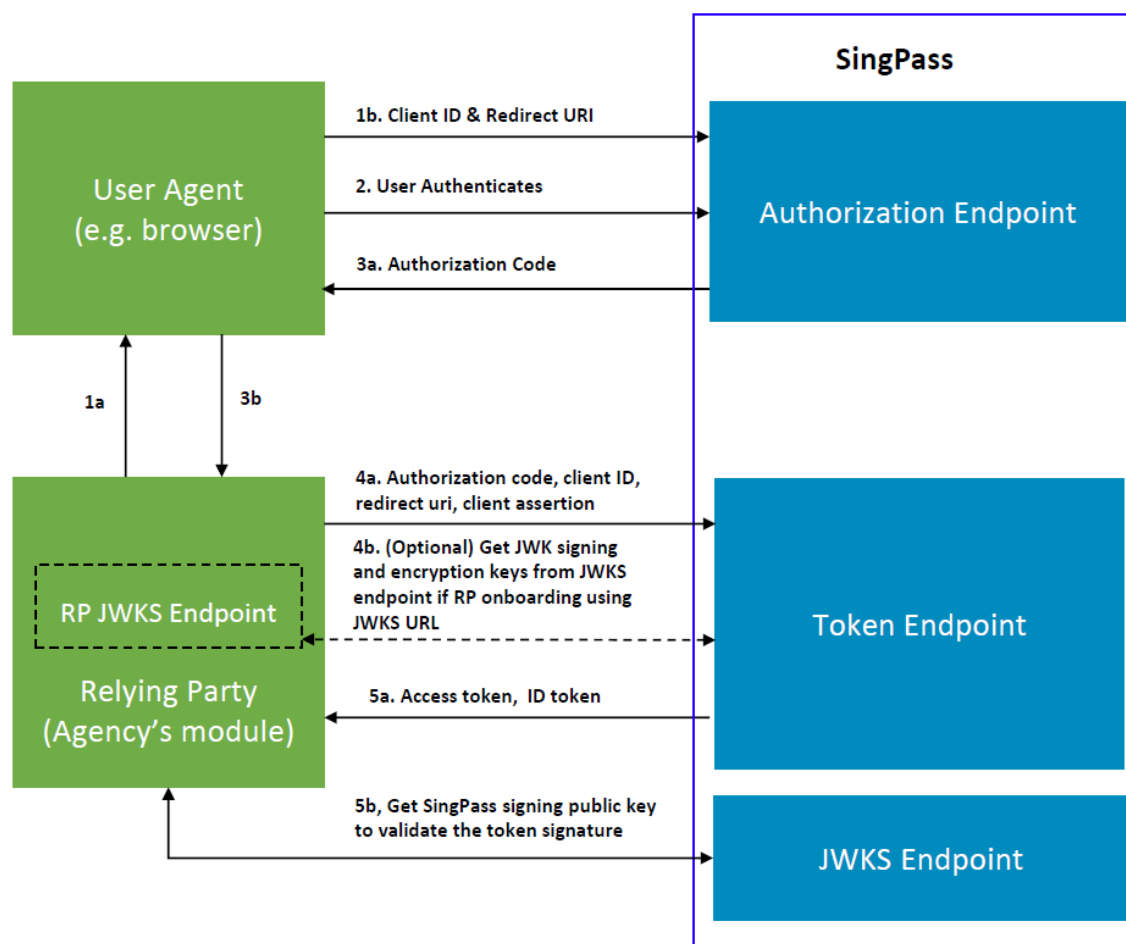 SingPass
1b. Client ID & Redirect URI
User Agent
(e.g. browser)
2. User Authenticates
Authorization Endpoint
3a. Authorization Code
1a
3b
4a. Authorization code, client ID,
redirect uri, client assertion
4b. (Optional) Get JWK signing
and encryption keys from JWKS
endpoint if RP onboarding using
JWKS URL
RP JWKS Endpoint
Token Endpoint
Relying Party
(Agency’s module)
5a. Access token, ID token
5b, Get SingPass signing public key
to validate the token signature
JWKS Endpoint